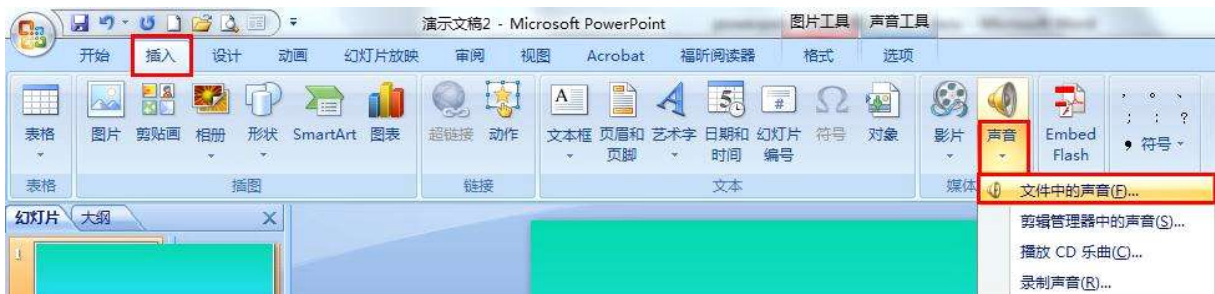 演示文稿2 - Microsoft PowerPoint
图片工具 声音工具
开始 插入 设计 动画 幻灯片放映 审阅 视图 Acrobat 福昕阅读器 格式 选项
表格 图片 剪贴画 相册 形状 SmartArt 图表 超链接 动作 文本框 页眉和页脚 艺术字 日期和时间 幻灯片编号 符号 对象 影片 声音 Embed Flash 符号
表格 插图 链接 文本 媒体
文件中的声音(F)...
剪辑管理器中的声音(S)...
播放 CD 乐曲(C)...
录制声音(R)...
幻灯片 大纲
1